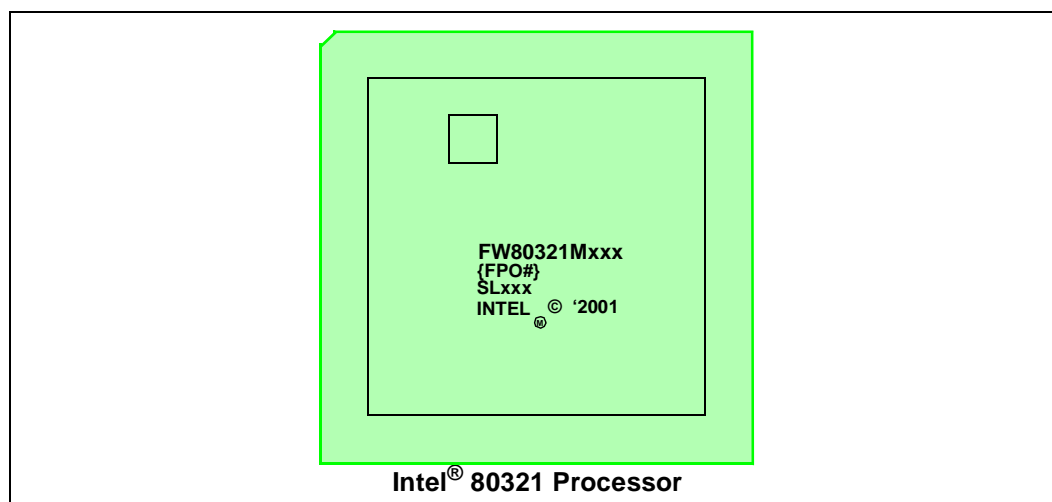 FW80321Mxxx
{FPO#}
SLxxx
INTEL Ⓜ © ‘2001
Intel® 80321 Processor